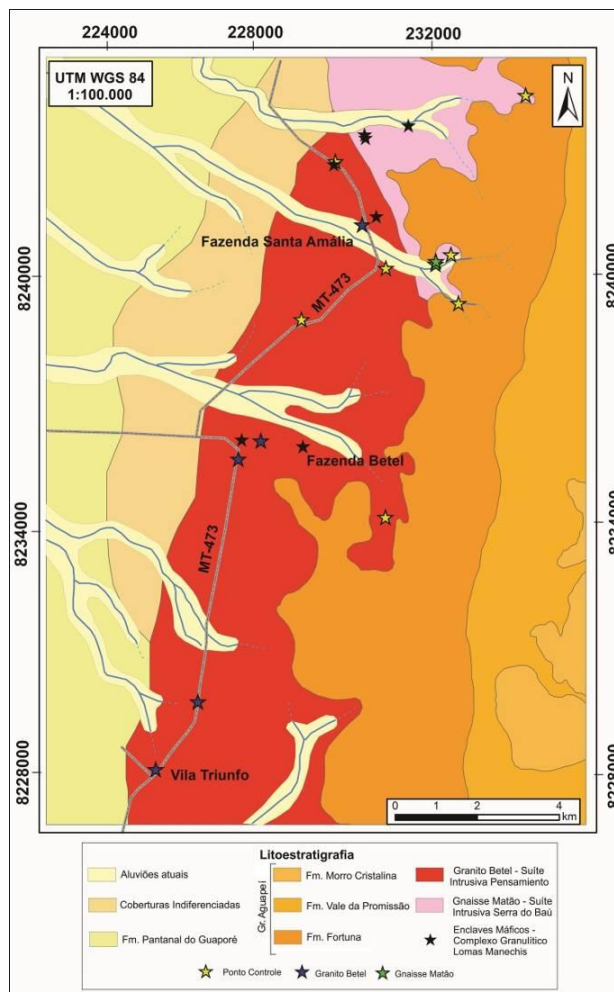 224000 228000 232000
UTM WGS 84
1:100.000
N
Fazenda Santa Amália
8240000 8240000
MT-473
Fazenda Betel
8234000 8234000
MT-473
Vila Triunfo
8228000 8228000
0 1 2 4
km
Litoestratigrafia
Aluviões atuais
Coberturas Indiferenciadas
Fm. Pantanal do Guaporé
Gr. Aguapeí
Fm. Morro Cristalina
Fm. Vale da Promissão
Fm. Fortuna
Granito Betel - Suíte
Intrusiva Pensamiento
Gnaisse Matão - Suíte
Intrusiva Serra do Baú
Enclaves Máficos -
Complexo Granulítico
Lomas Manechis
Ponto Controle Granito Betel Gnaisse Matão